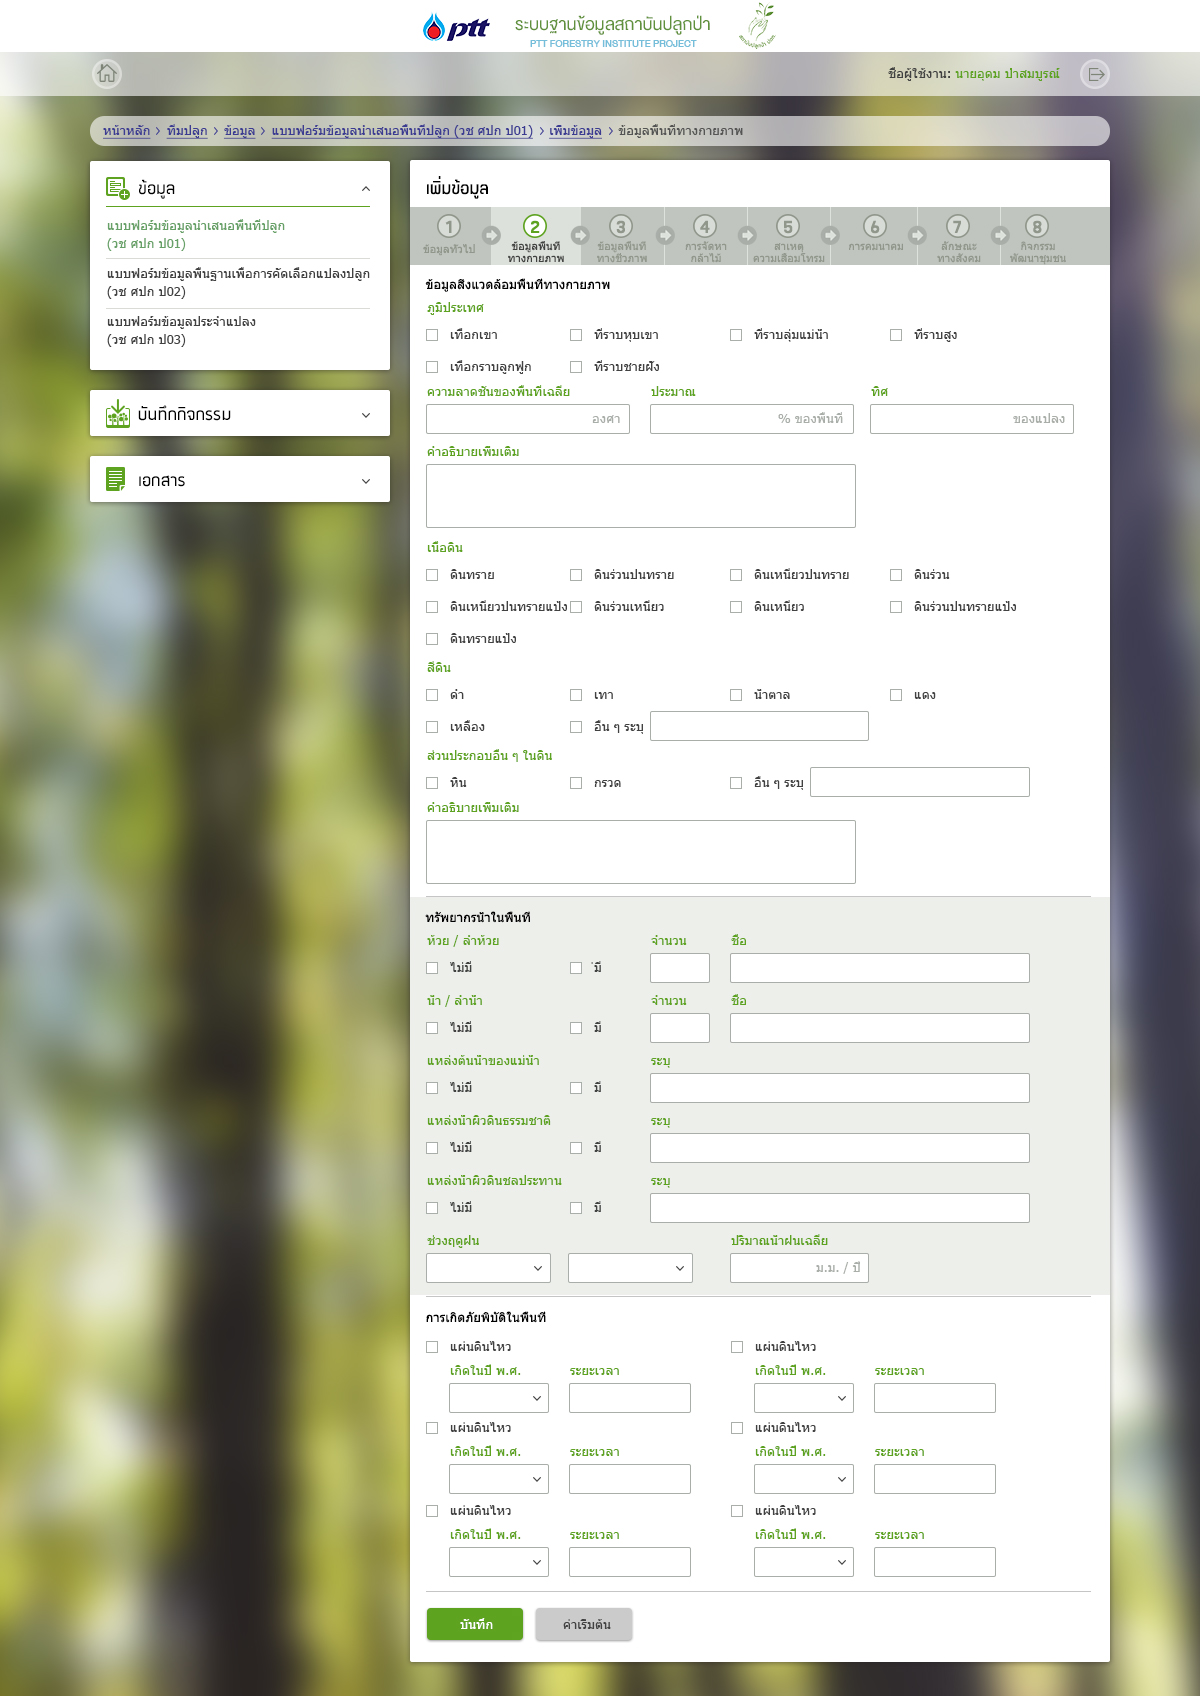 ptt ระบบฐานข้อมูลสถาบันปลูกป่า
PTT FORESTRY INSTITUTE PROJECT
สถาบันปลูกป่า ปตท.
ชื่อผู้ใช้งาน: นายอุดม ป่าสมบูรณ์
หน้าหลัก > ทีมปลูก > ข้อมูล > แบบฟอร์มข้อมูลนำเสนอพื้นที่ปลูก (วช ศปก ป01) > เพิ่มข้อมูล > ข้อมูลพื้นที่ทางกายภาพ
ข้อมูล
แบบฟอร์มข้อมูลนำเสนอพื้นที่ปลูก
(วช ศปก ป01)
แบบฟอร์มข้อมูลพื้นฐานเพื่อการคัดเลือกแปลงปลูก
(วช ศปก ป02)
แบบฟอร์มข้อมูลประจำแปลง
(วช ศปก ป03)
บันทึกกิจกรรม
เอกสาร
เพิ่มข้อมูล
1 ข้อมูลทั่วไป
2 ข้อมูลพื้นที่
ทางกายภาพ
3 ข้อมูลพื้นที่
ทางชีวภาพ
4 การจัดหา
กล้าไม้
5 สาเหตุ
ความเสื่อมโทรม
6 การคมนาคม
7 ลักษณะ
ทางสังคม
8 กิจกรรม
พัฒนาชุมชน
ข้อมูลสิ่งแวดล้อมพื้นที่ทางกายภาพ
ภูมิประเทศ
เทือกเขา ที่ราบหุบเขา ที่ราบลุ่มแม่น้ำ ที่ราบสูง
เทือกราบลูกฟูก ที่ราบชายฝั่ง
ความลาดชันของพื้นที่เฉลี่ย ประมาณ ทิศ
องศา % ของพื้นที่ ของแปลง
คำอธิบายเพิ่มเติม
เนื้อดิน
ดินทราย ดินร่วนปนทราย ดินเหนียวปนทราย ดินร่วน
ดินเหนียวปนทรายแป้ง ดินร่วนเหนียว ดินเหนียว ดินร่วนปนทรายแป้ง
ดินทรายแป้ง
สีดิน
ดำ เทา น้ำตาล แดง
เหลือง อื่น ๆ ระบุ
ส่วนประกอบอื่น ๆ ในดิน
หิน กรวด อื่น ๆ ระบุ
คำอธิบายเพิ่มเติม
ทรัพยากรน้ำในพื้นที่
ห้วย / ลำห้วย จำนวน ชื่อ
ไม่มี ่มี
น้ำ / ลำน้ำ จำนวน ชื่อ
ไม่มี มี
แหล่งต้นน้ำของแม่น้ำ ระบุ
ไม่มี มี
แหล่งน้ำผิวดินธรรมชาติ ระบุ
ไม่มี มี
แหล่งน้ำผิวดินชลประทาน ระบุ
ไม่มี มี
ช่วงฤดูฝน ปริมาณน้ำฝนเฉลี่ย
ม.ม. / ปี
การเกิดภัยพิบัติในพื้นที่
แผ่นดินไหว แผ่นดินไหว
เกิดในปี พ.ศ. ระยะเวลา เกิดในปี พ.ศ. ระยะเวลา
แผ่นดินไหว แผ่นดินไหว
เกิดในปี พ.ศ. ระยะเวลา เกิดในปี พ.ศ. ระยะเวลา
แผ่นดินไหว แผ่นดินไหว
เกิดในปี พ.ศ. ระยะเวลา เกิดในปี พ.ศ. ระยะเวลา
บันทึก ค่าเริ่มต้น